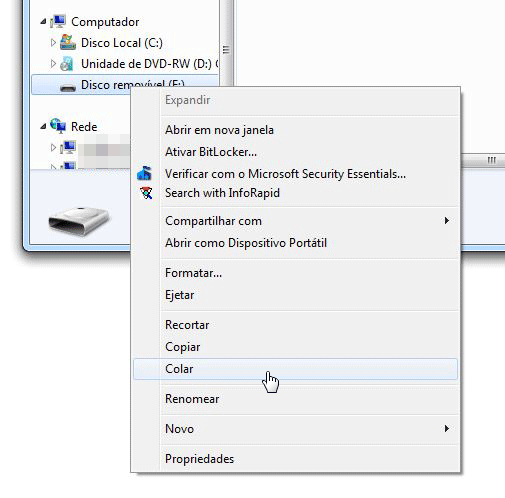 Computador
Disco Local (C:)
Unidade de DVD-RW (D:)
Disco removível (F:)
Rede
Expandir
Abrir em nova janela
Ativar BitLocker...
Verificar com o Microsoft Security Essentials...
Search with InfoRapid
Compartilhar com
Abrir como Dispositivo Portátil
Formatar...
Ejetar
Recortar
Copiar
Colar
Renomear
Novo
Propriedades